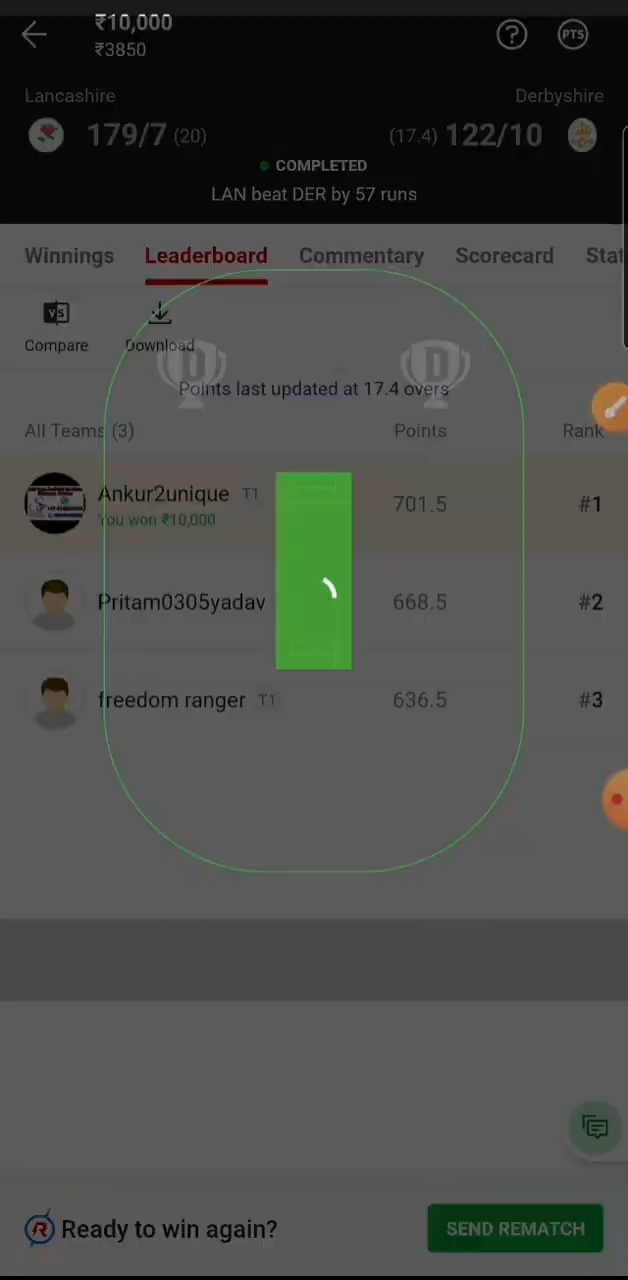 ₹10,000
₹3850
PTS
Lancashire
Derbyshire
179/7 (20)
(17.4) 122/10
COMPLETED
LAN beat DER by 57 runs
Winnings Leaderboard Commentary Scorecard Stat
VS
Compare
Download
D D
Points last updated at 17.4 overs
All Teams (3) Points Rank
Ankur2unique T1 701.5 #1
You won ₹10,000
Pritam0305yadav 668.5 #2
freedom ranger T1 636.5 #3
R Ready to win again?
SEND REMATCH